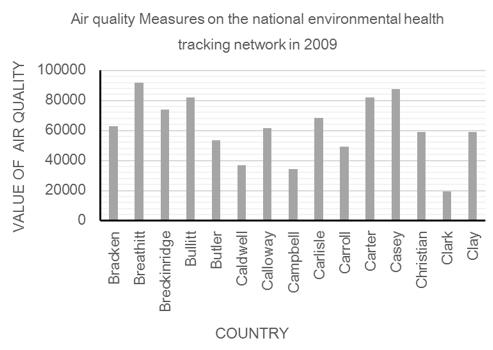 Air quality Measures on the national environmental health
tracking network in 2009
VALUE OF AIR QUALITY
100000
80000
60000
40000
20000
0
Bracken
Breathitt
Breckinridge
Bullitt
Butler
Caldwell
Calloway
Campbell
Carlisle
Carroll
Carter
Casey
Christian
Clark
Clay
COUNTRY